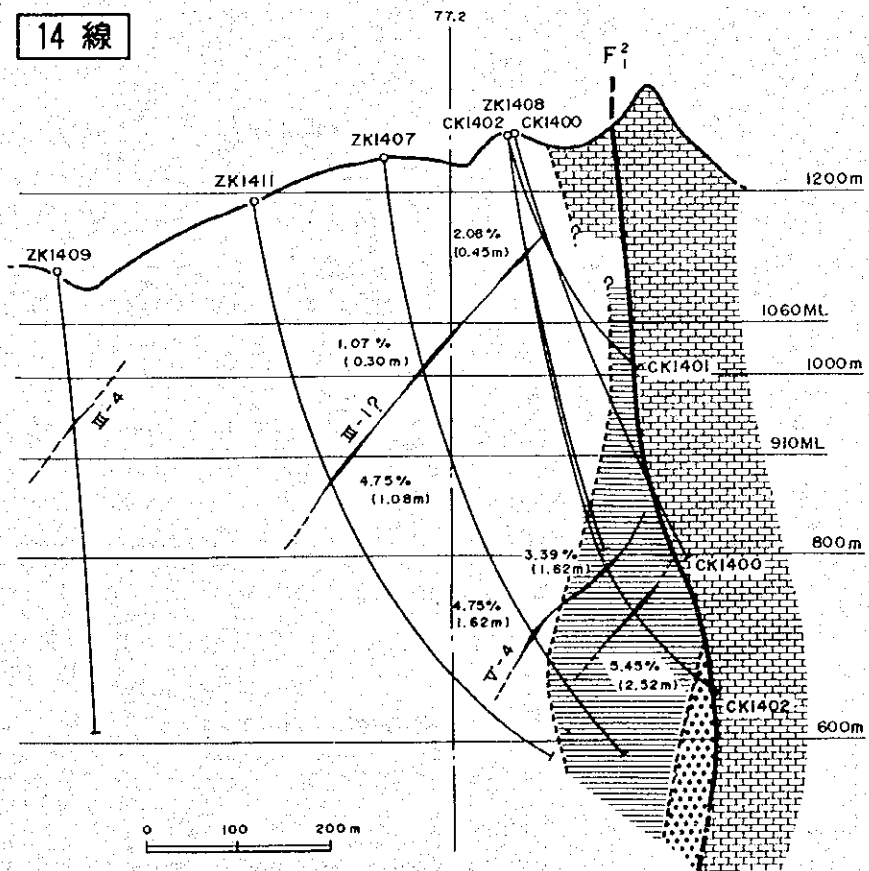 14 線
77.2
F₁²
ZK1408
CK1402 CK1400
ZK1407
ZK1411
ZK1409
1200m
2.08%
(0.45m)
?
?
1060ML
1.07%
(0.30m)
CK1401
1000m
III-4
III-1?
910ML
4.75%
(1.08m)
800m
3.39%
(1.62m)
CK1400
4.75%
(1.62m)
V-4
5.45%
(2.52m)
CK1402
600m
0 100 200m